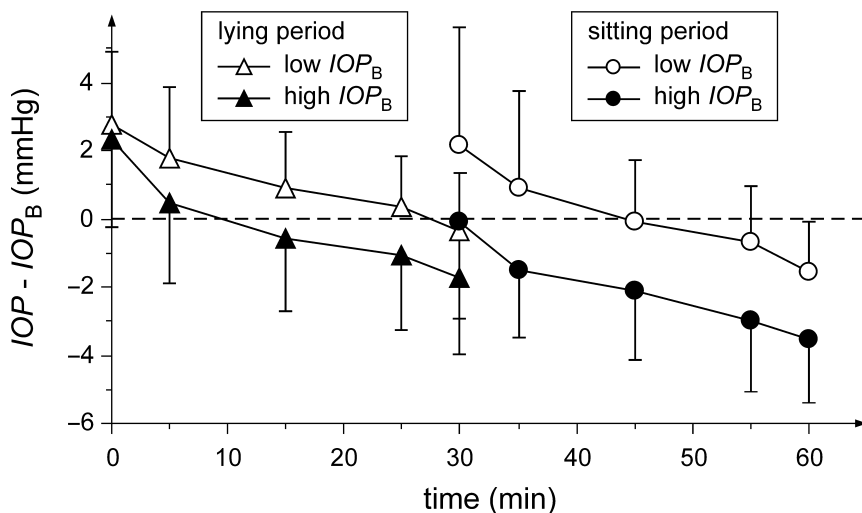 lying period
low IOPB
high IOPB
sitting period
low IOPB
high IOPB
IOP - IOPB (mmHg)
4
2
0
–2
–4
–6
0
10
20
30
40
50
60
time (min)